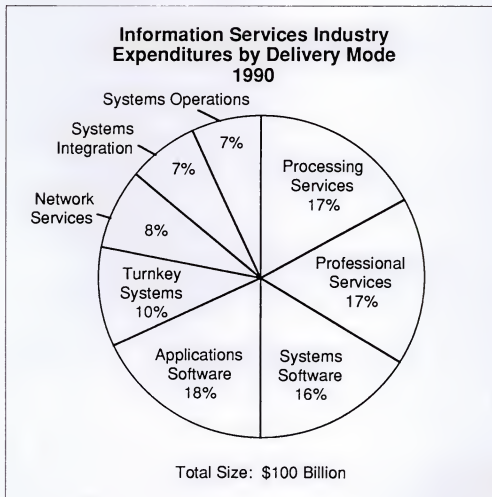 Information Services Industry
Expenditures by Delivery Mode
1990
Systems Operations
7%
Systems
Integration
7%
Network
Services
8%
Turnkey
Systems
10%
Applications
Software
18%
Systems
Software
16%
Professional
Services
17%
Processing
Services
17%
Total Size: $100 Billion